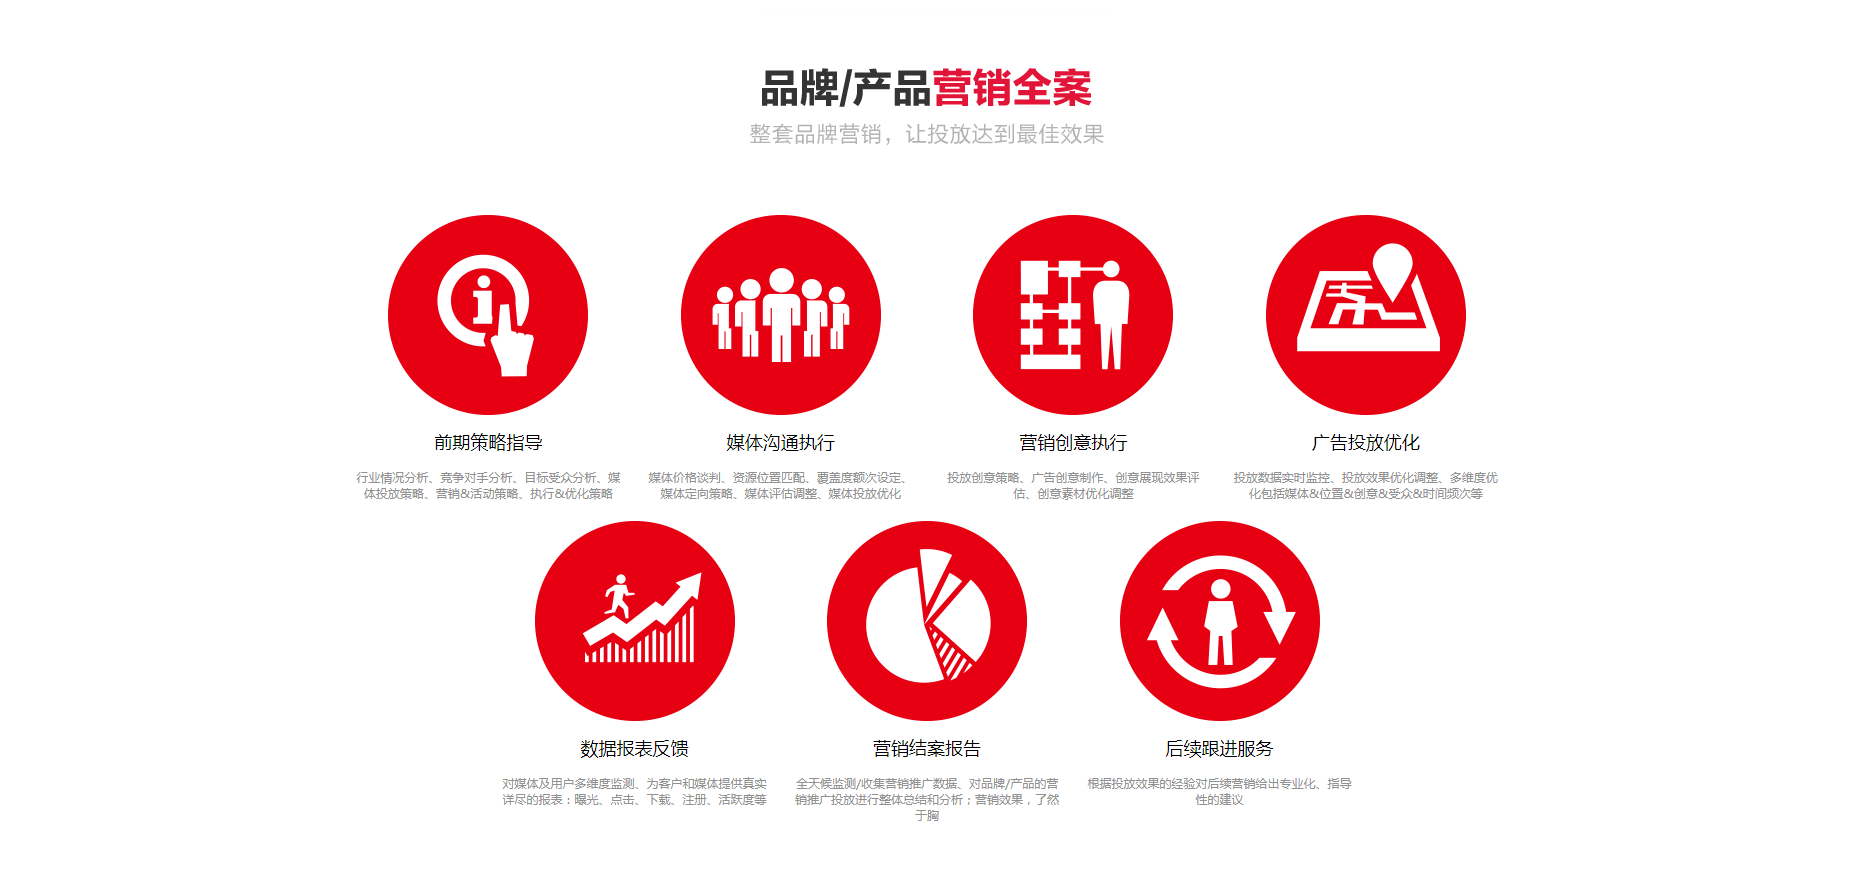 品牌/产品营销全案
整套品牌营销，让投放达到最佳效果
前期策略指导
行业情况分析、竞争对手分析、目标受众分析、媒
体投放策略、营销&活动策略、执行&优化策略
媒体沟通执行
媒体价格谈判、资源位置匹配、覆盖度额次设定、
媒体定向策略、媒体评估调整、媒体投放优化
营销创意执行
投放创意策略、广告创意制作、创意展现效果评
估、创意素材优化调整
广告投放优化
投放数据实时监控、投放效果优化调整、多维度优
化包括媒体&位置&创意&受众&时间频次等
数据报表反馈
对媒体及用户多维度监测、为客户和媒体提供真实
详尽的报表：曝光、点击、下载、注册、活跃度等
营销结案报告
全天候监测/收集营销推广数据、对品牌/产品的营
销推广投放进行整体总结和分析；营销效果，了然
于胸
后续跟进服务
根据投放效果的经验对后续营销给出专业化、指导
性的建议